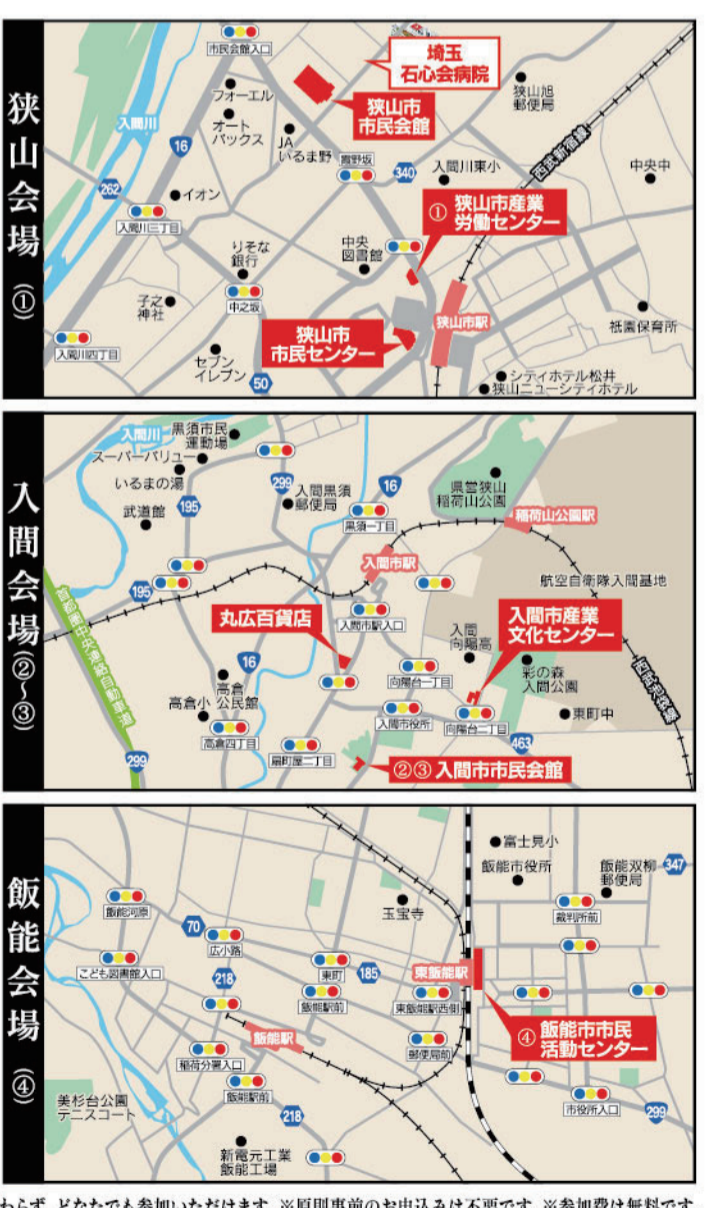 狭山会場(①)
市民会館入口
埼玉
石心会病院
フォーエル
狭山市
市民会館
狭山旭
郵便局
入間川
オート
バックス
16
JA
いるま野
西武新宿線
262
340
入間川東小
中央中
イオン
①狭山市産業
労働センター
入間川三丁目
りそな
銀行
中央
図書館
子之
神社
中之坂
狭山市駅
祇園保育所
狭山市
市民センター
入間川四丁目
セブン
イレブン
50
シティホテル松井
狭山ニューシティホテル
入間会場(②〜③)
入間川
黒須市民
運動場
スーパーバリュー
いるまの湯
299
入間黒須
郵便局
16
県営狭山
稲荷山公園
195
武道館
黒須一丁目
稲荷山公園駅
入間市駅
195
航空自衛隊入間基地
首都圏中央連絡自動車道
丸広百貨店
入間市駅入口
入間市産業
文化センター
入間
向陽高
16
高倉
公民館
向陽台一丁目
彩の森
入間公園
西武池袋線
高倉小
入間市役所
向陽台二丁目
東町中
高倉四丁目
扇町屋二丁目
463
299
②③入間市市民会館
飯能会場(④)
富士見小
飯能市役所
飯能双柳
郵便局
347
飯能河原
玉宝寺
裁判所前
70
広小路
こども図書館入口
218
東町
185
東飯能駅
飯能駅前
東飯能駅西側
飯能駅
④飯能市市民
活動センター
稲荷分署入口
郵便局前
飯能駅前
美杉台公園
テニスコート
218
市役所入口
299
新電元工業
飯能工場
わらず、どなたでも参加いただけます。※原則事前のお申込みは不要です。※参加費は無料です。